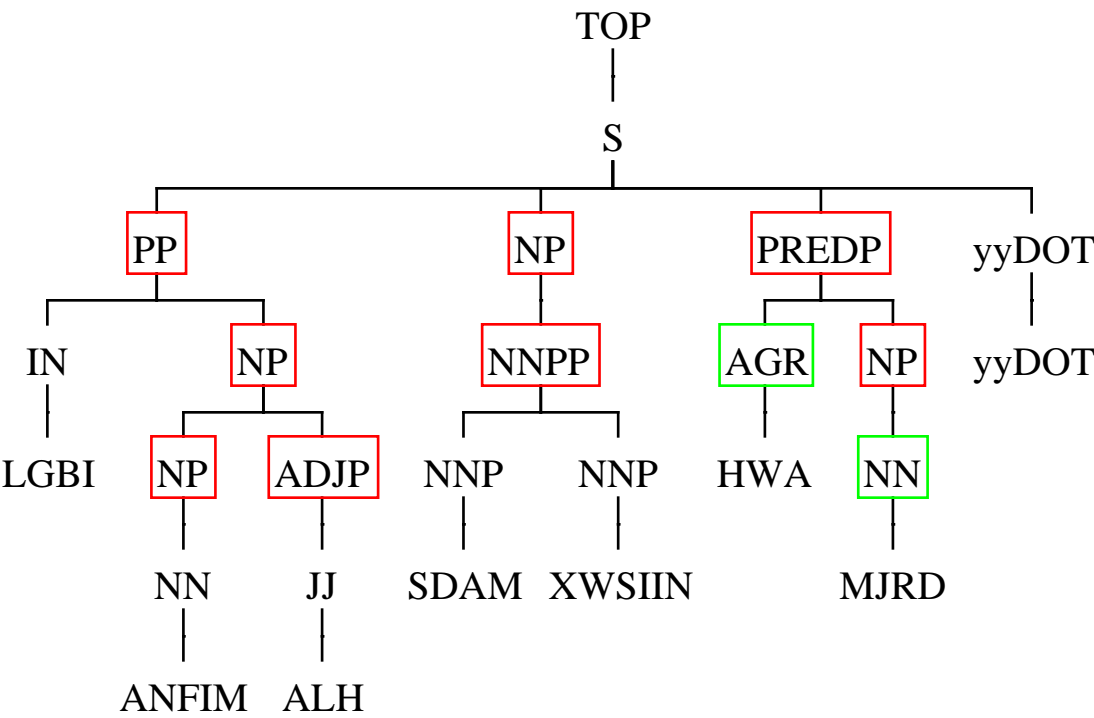 TOP
S
PP NP PREDP yyDOT
IN NP NNPP AGR NP yyDOT
LGBI NP ADJP NNP NNP HWA NN
NN JJ SDAM XWSIIN MJRD
ANFIM ALH